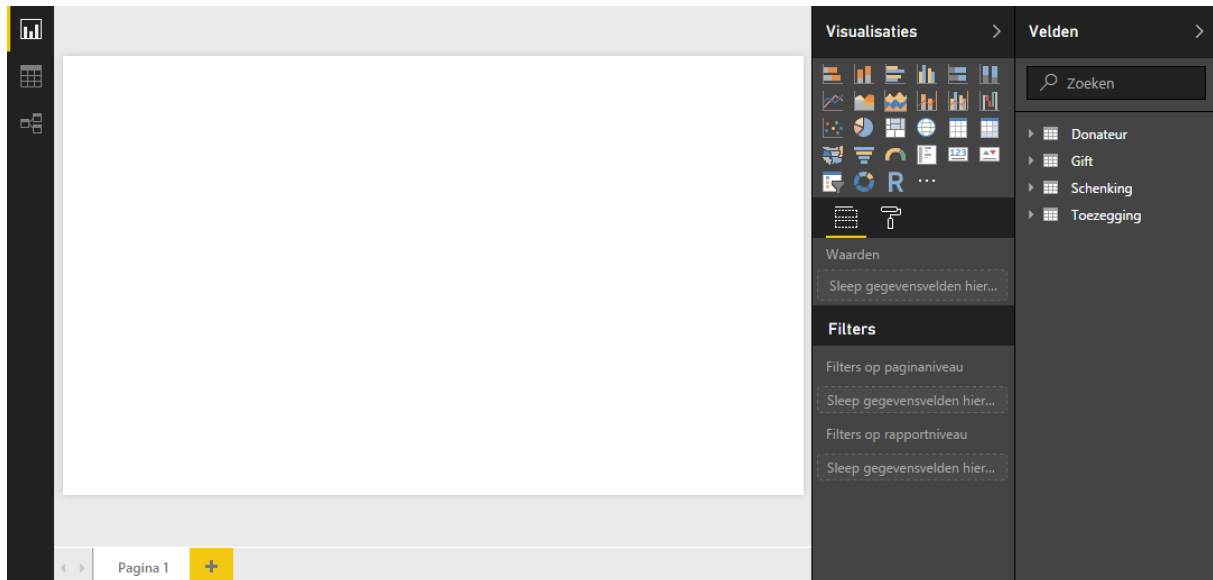 Visualisaties
Velden
Zoeken
Donateur
Gift
Schenking
Toezegging
123
R
Waarden
Sleep gegevensvelden hier...
Filters
Filters op paginaniveau
Sleep gegevensvelden hier...
Filters op rapportniveau
Sleep gegevensvelden hier...
Pagina 1